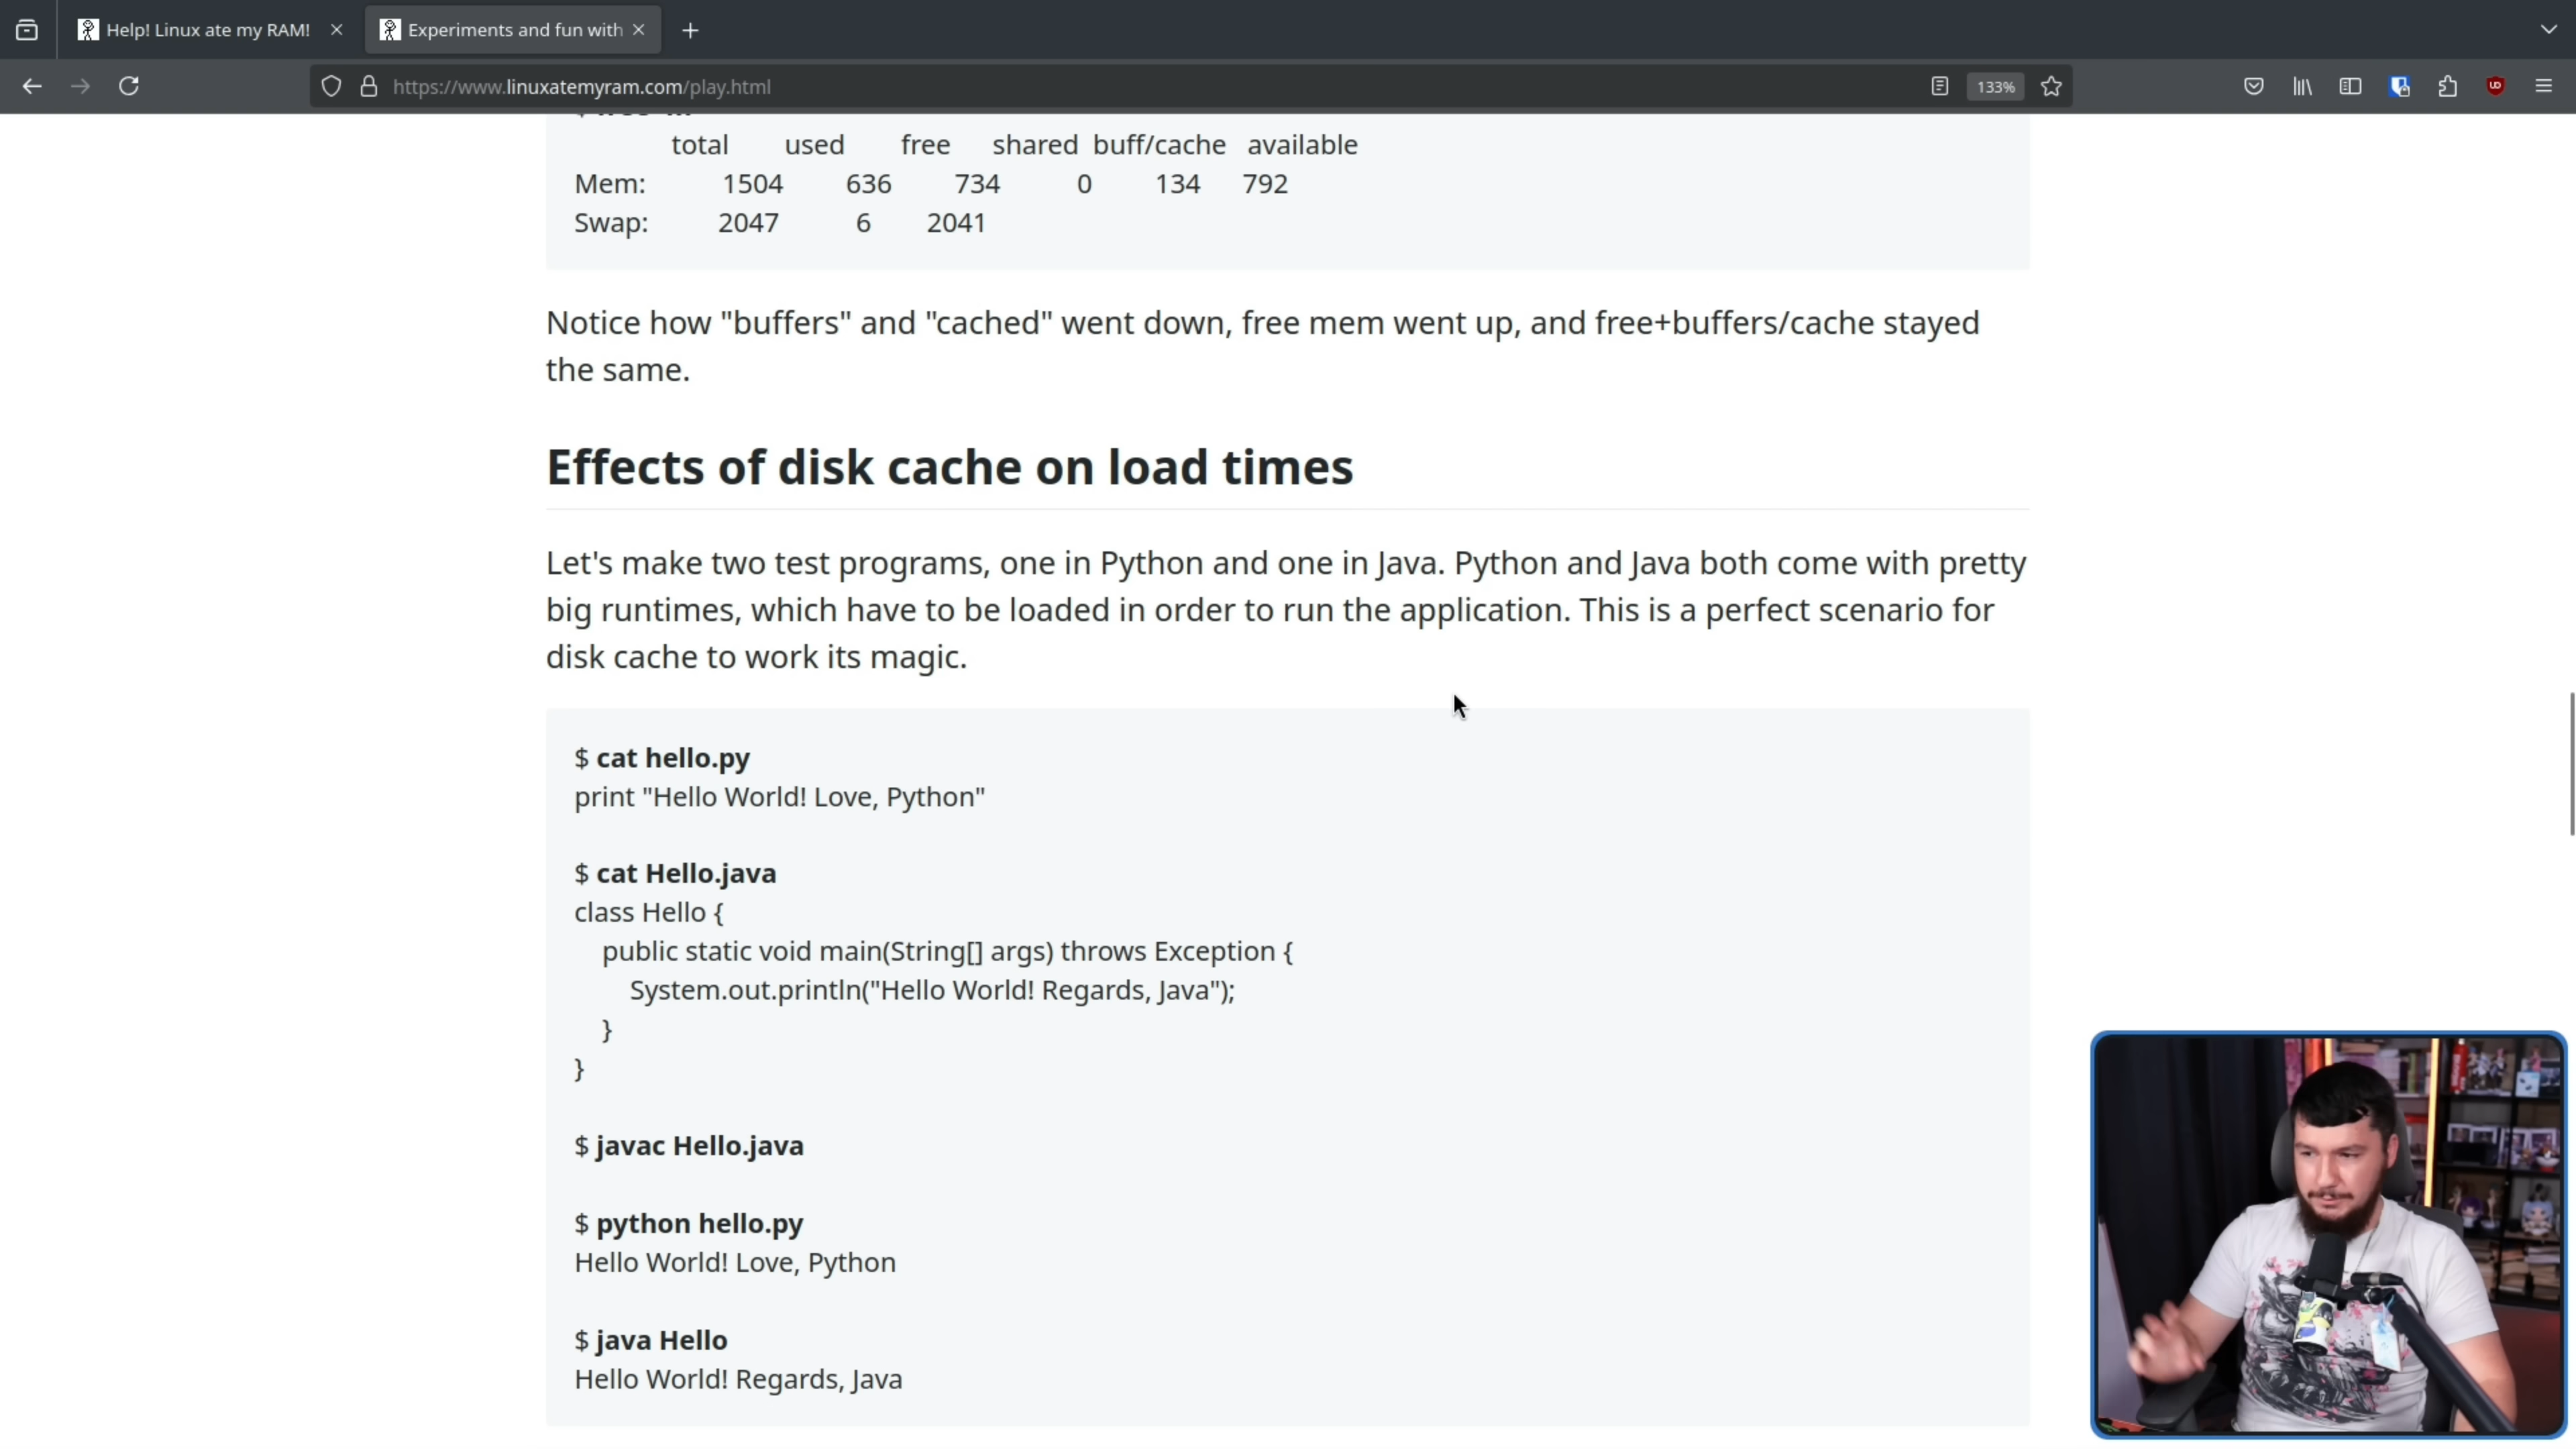 Help! Linux ate my RAM!
Experiments and fun with
https://www.linuxatemyram.com/play.html
133%
total used free shared buff/cache available
Mem: 1504 636 734 0 134 792
Swap: 2047 6 2041
Notice how "buffers" and "cached" went down, free mem went up, and free+buffers/cache stayed
the same.
Effects of disk cache on load times
Let's make two test programs, one in Python and one in Java. Python and Java both come with pretty
big runtimes, which have to be loaded in order to run the application. This is a perfect scenario for
disk cache to work its magic.
$ cat hello.py
print "Hello World! Love, Python"
$ cat Hello.java
class Hello {
public static void main(String[] args) throws Exception {
System.out.println("Hello World! Regards, Java");
}
}
$ javac Hello.java
$ python hello.py
Hello World! Love, Python
$ java Hello
Hello World! Regards, Java